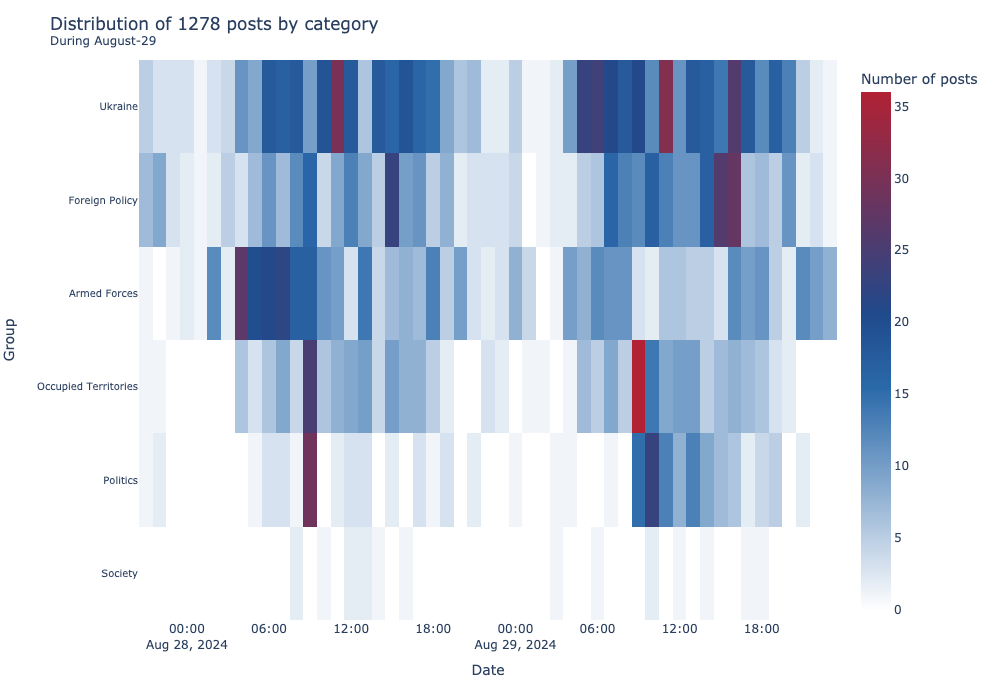 Distribution of 1278 posts by category
During August-29
Number of posts
35
30
25
20
15
10
5
0
Group
Ukraine
Foreign Policy
Armed Forces
Occupied Territories
Politics
Society
00:00
Aug 28, 2024
06:00
12:00
18:00
00:00
Aug 29, 2024
06:00
12:00
18:00
Date